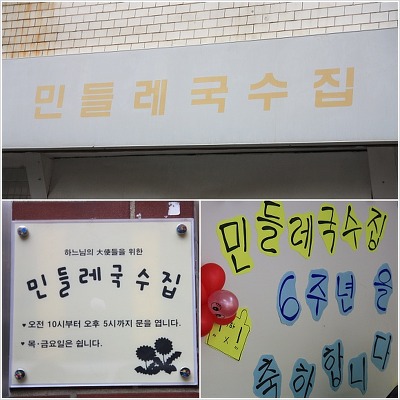 민들레국수집
하느님의 大使들을 위한
민들레국수집
♥ 오전 10시부터 오후 5시까지 문을 엽니다.
♥ 목·금요일은 쉽니다.
민들레국수집
6주년을
축하합니다